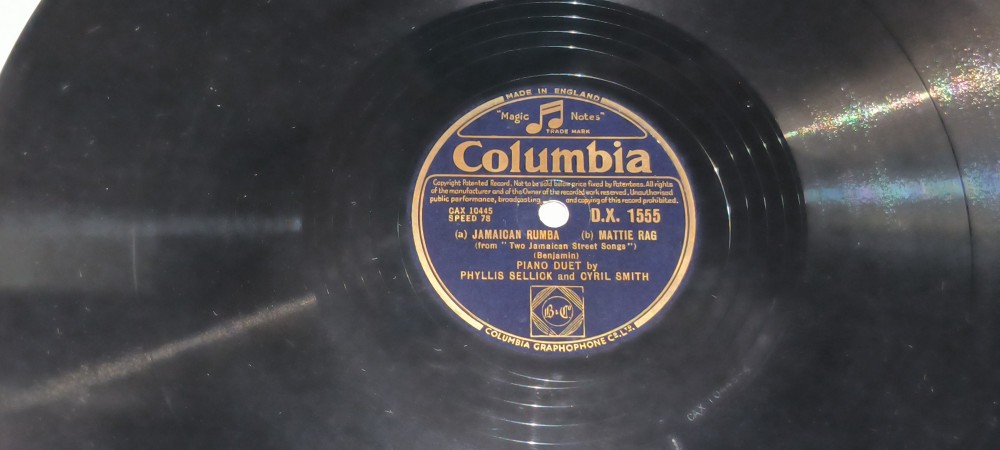 MADE IN ENGLAND
"Magic Notes"
TRADE MARK
Columbia
Copyright Patented Record. Not to be sold below price fixed by Patentees. All rights
of the manufacturer and of the Owner of the recorded work reserved. Unauthorised
public performance, broadcasting and copying of this record prohibited.
CAX 10445
SPEED 78
D.X. 1555
(a) JAMAICAN RUMBA (b) MATTIE RAG
(from "Two Jamaican Street Songs")
(Benjamin)
PIANO DUET by
PHYLLIS SELLICK and CYRIL SMITH
B & C°
COLUMBIA GRAPHOPHONE Co. LTD.